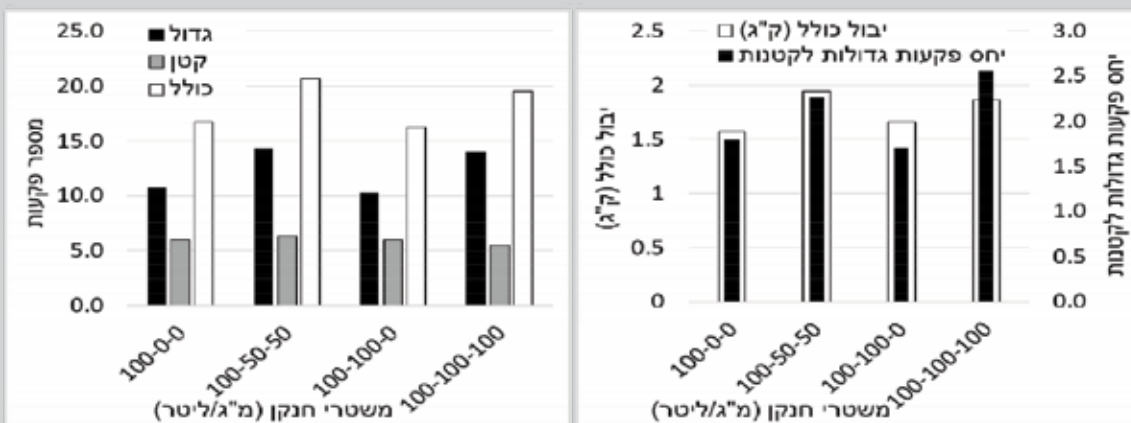 גדול
קטן
כולל
25.0
20.0
15.0
10.0
5.0
0.0
מספר פקעות
100-0-0
100-50-50
100-100-0
100-100-100
משטרי חנקן (מ"ג/ליטר)
יבול כולל (ק"ג)
יחס פקעות גדולות לקטנות
2.5
2
1.5
1
0.5
0
יבול כולל (ק"ג)
3.0
2.5
2.0
1.5
1.0
0.5
0.0
יחס פקעות גדולות לקטנות
100-0-0
100-50-50
100-100-0
100-100-100
משטרי חנקן (מ"ג/ליטר)